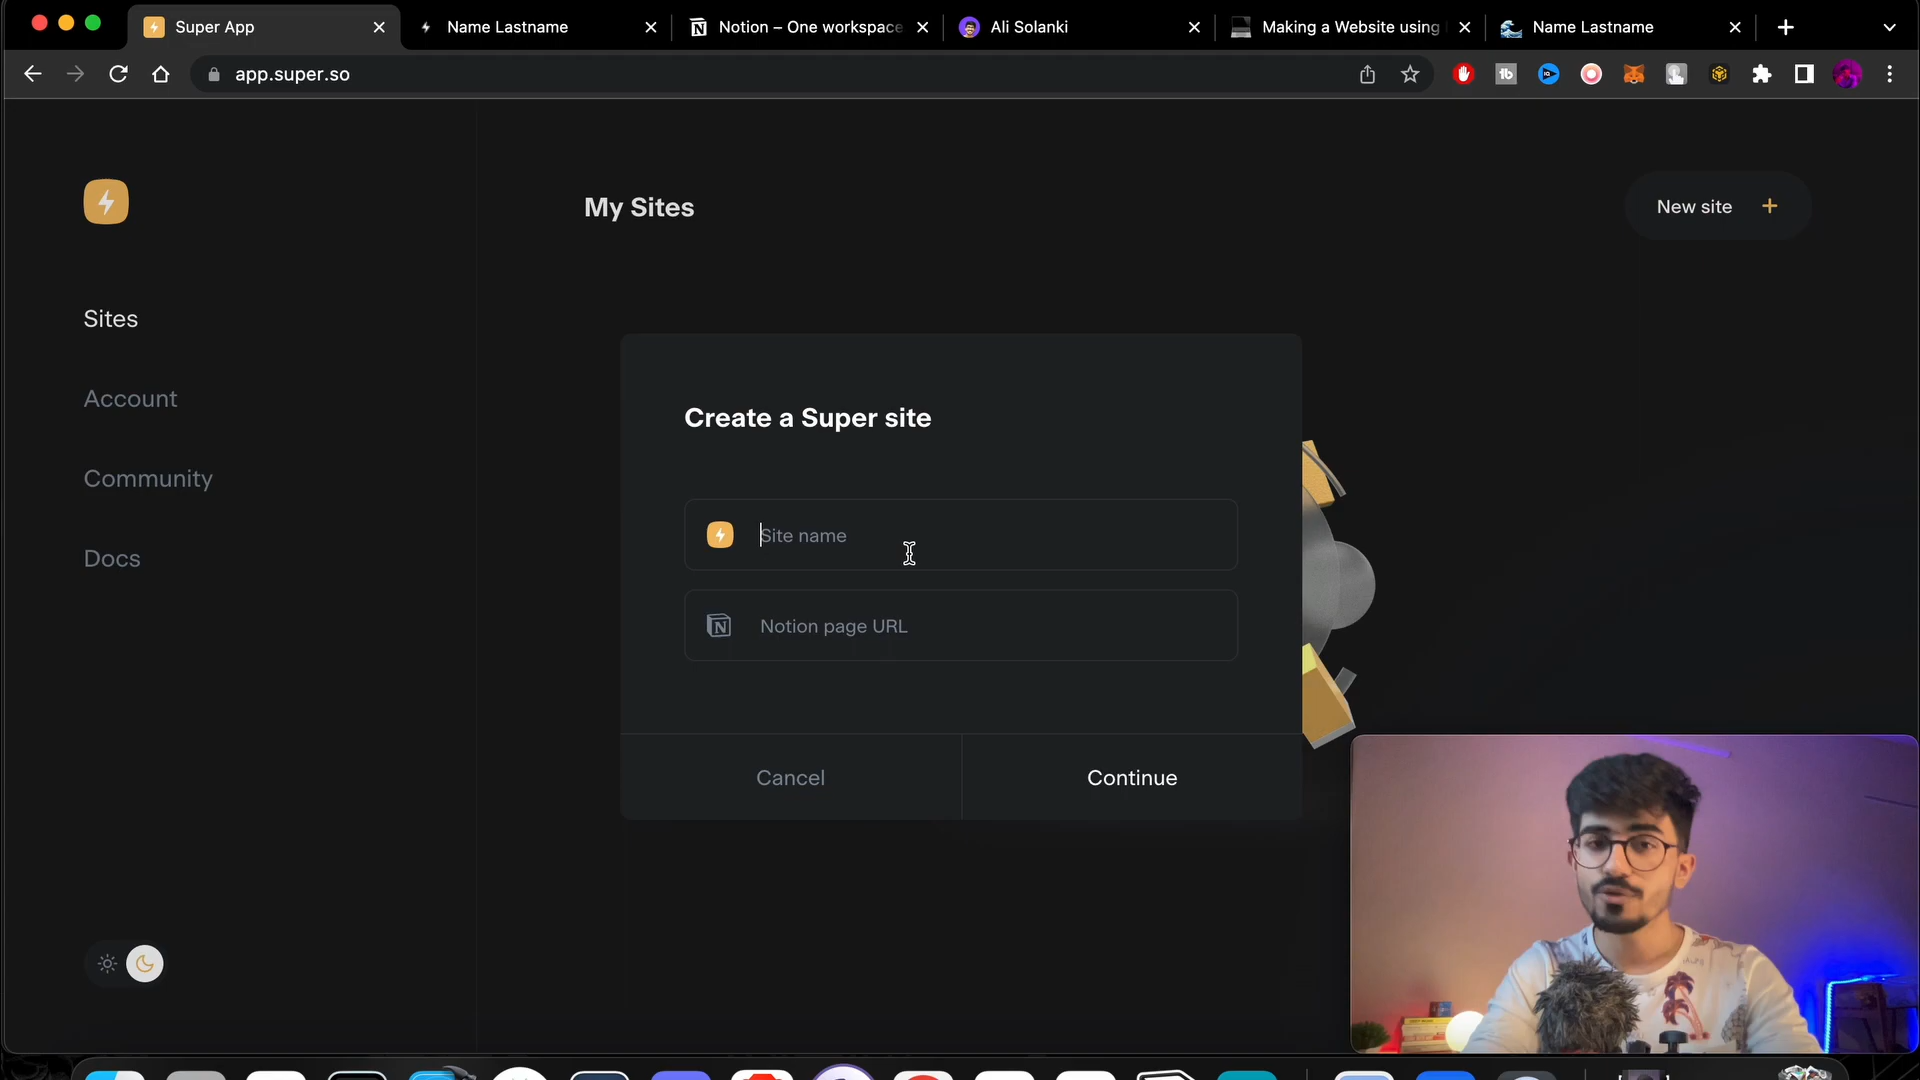 Super App
Name Lastname
Notion – One workspace
Ali Solanki
Making a Website using
Name Lastname
app.super.so
tb
My Sites
New site +
Sites
Account
Community
Docs
Create a Super site
Site name
Notion page URL
Cancel
Continue